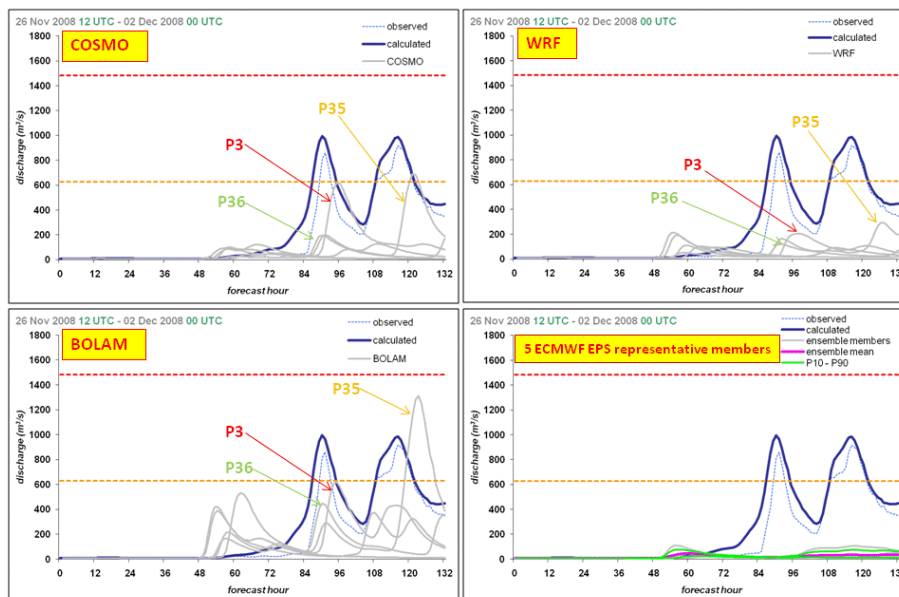 26 Nov 2008 12 UTC - 02 Dec 2008 00 UTC
COSMO
observed
calculated
COSMO
P35
P3
P36
discharge (m³/s)
1800
1600
1400
1200
1000
800
600
400
200
0
0 12 24 36 48 60 72 84 96 108 120 132
forecast hour
26 Nov 2008 12 UTC - 02 Dec 2008 00 UTC
WRF
observed
calculated
WRF
P35
P3
P36
discharge (m³/s)
1800
1600
1400
1200
1000
800
600
400
200
0
0 12 24 36 48 60 72 84 96 108 120 132
forecast hour
26 Nov 2008 12 UTC - 02 Dec 2008 00 UTC
BOLAM
observed
calculated
BOLAM
P35
P3
P36
discharge (m³/s)
1800
1600
1400
1200
1000
800
600
400
200
0
0 12 24 36 48 60 72 84 96 108 120 132
forecast hour
26 Nov 2008 12 UTC - 02 Dec 2008 00 UTC
5 ECMWF EPS representative members
observed
calculated
ensemble members
ensemble mean
P10 - P90
discharge (m³/s)
1800
1600
1400
1200
1000
800
600
400
200
0
0 12 24 36 48 60 72 84 96 108 120 132
forecast hour